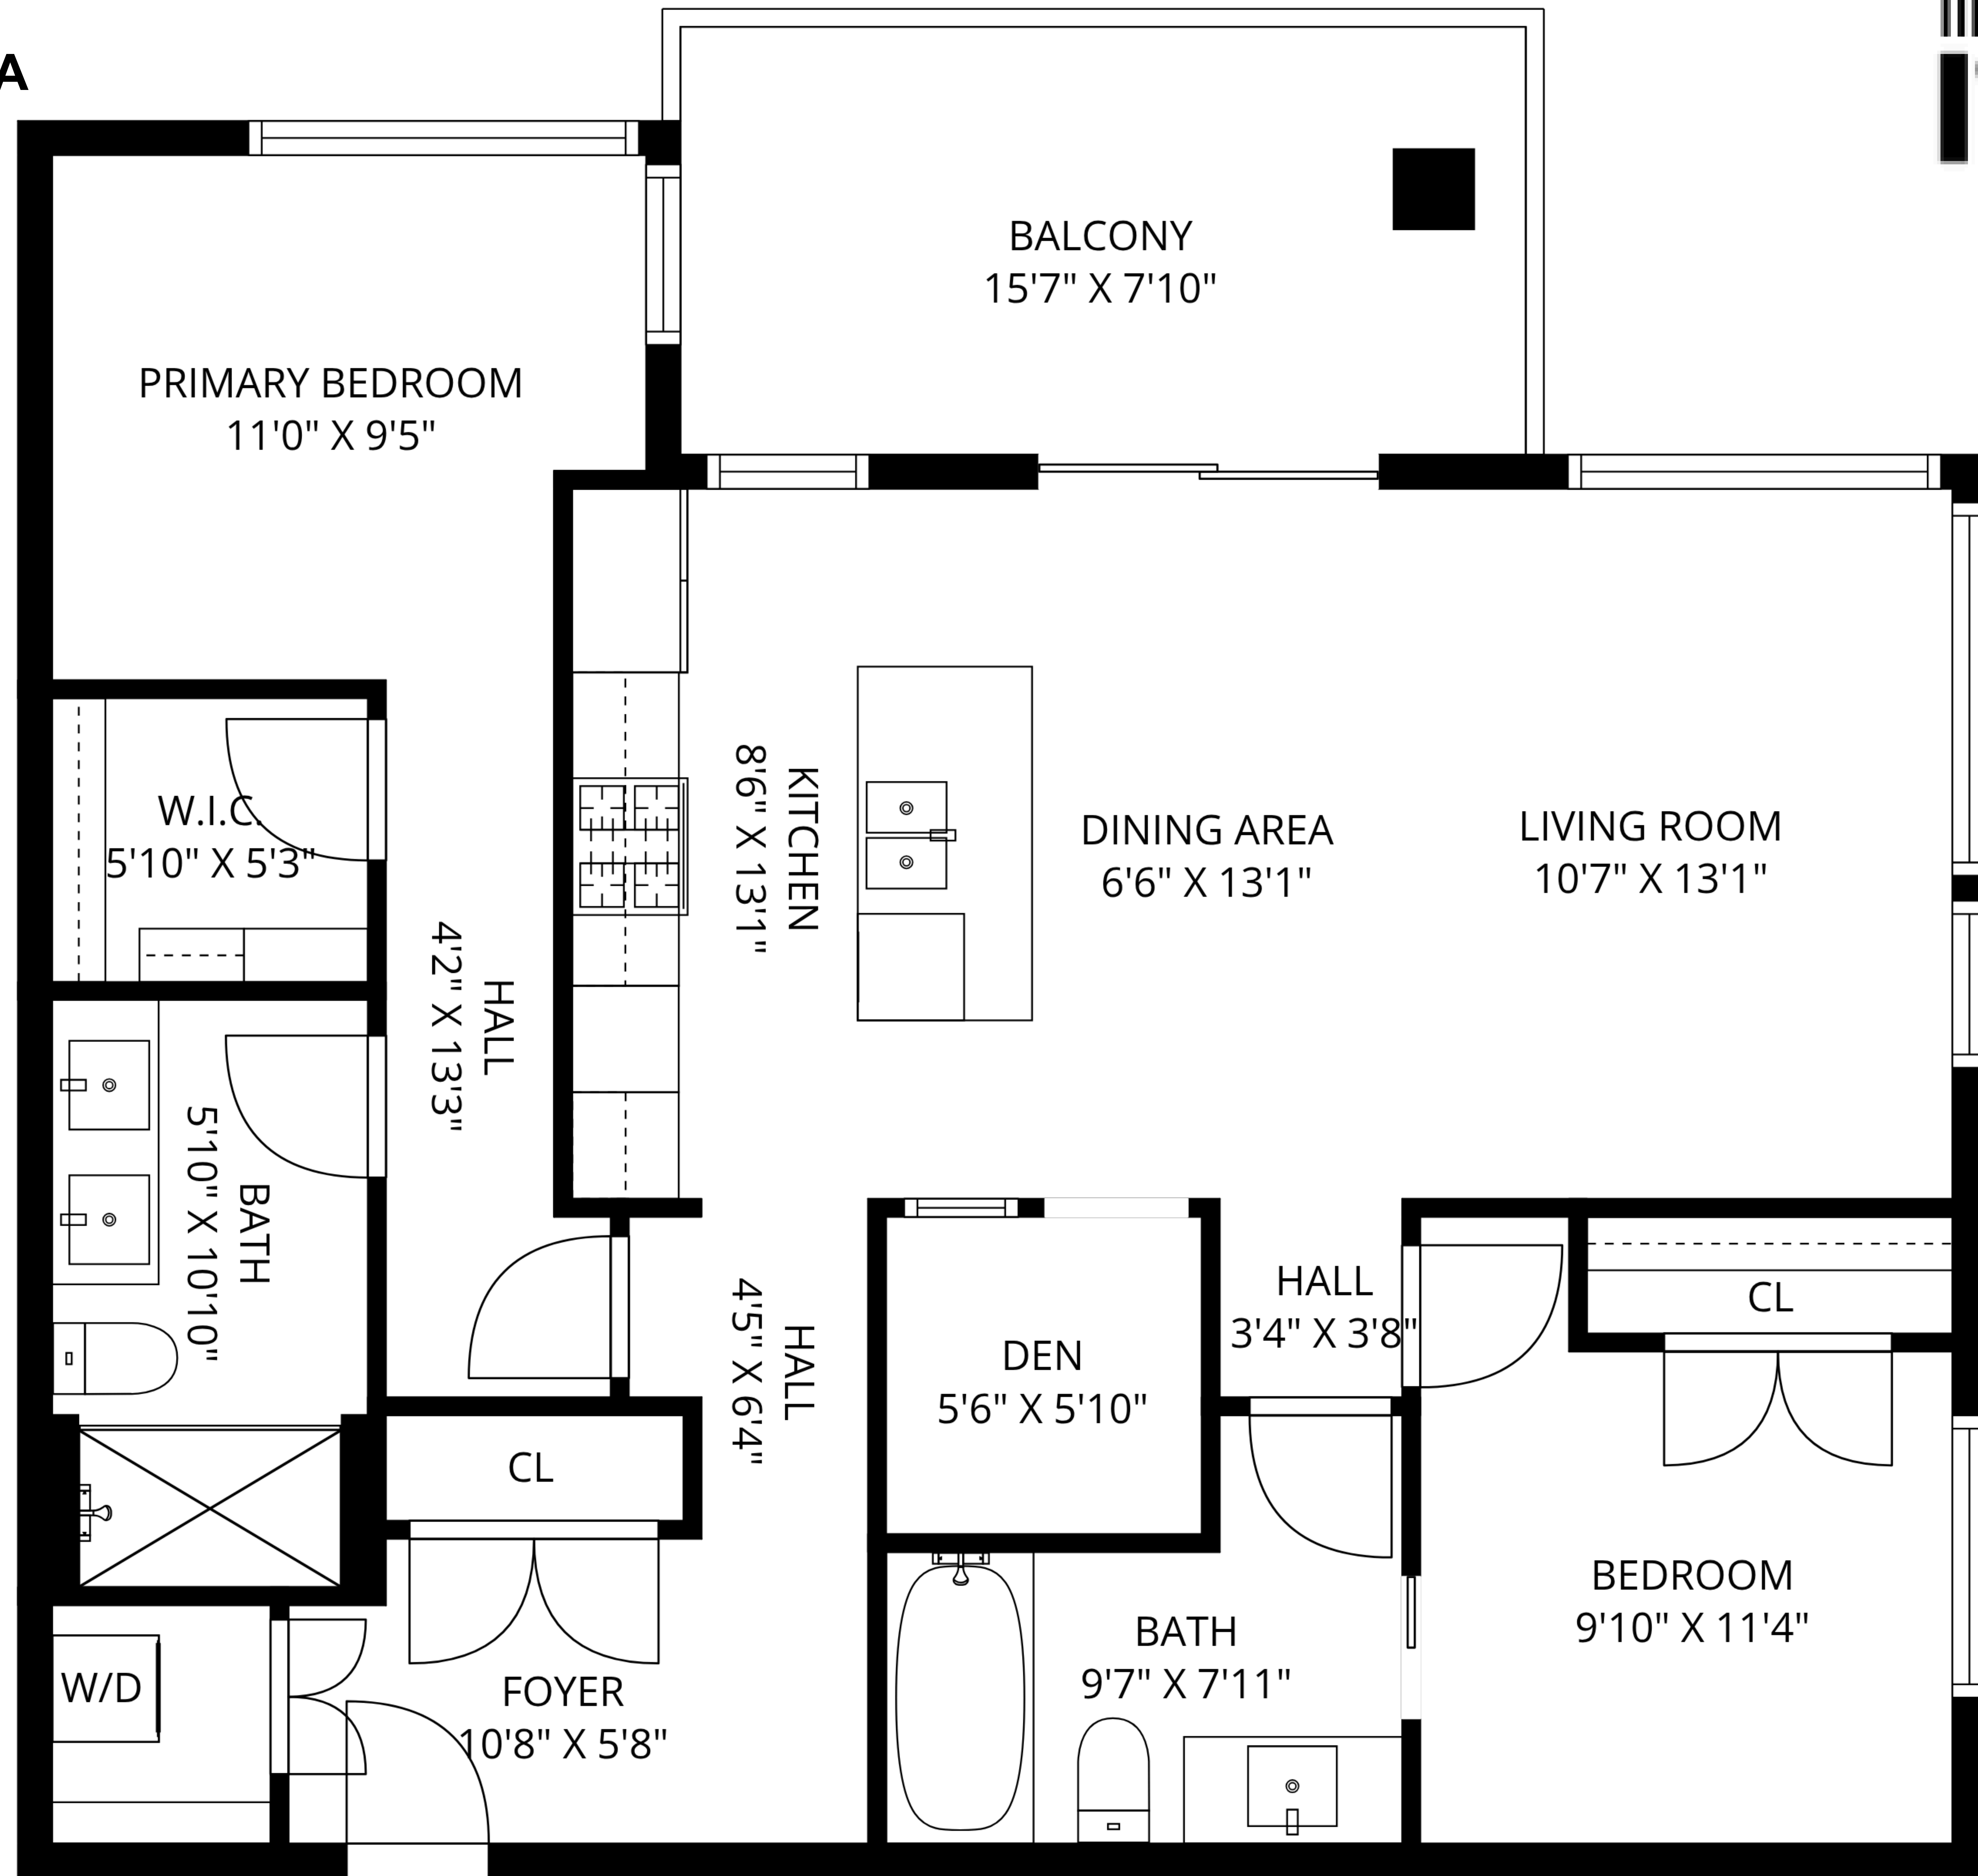 A
BALCONY
15'7" X 7'10"
PRIMARY BEDROOM
11'0" X 9'5"
W.I.C.
5'10" X 5'3"
KITCHEN
8'6" X 13'1"
DINING AREA
6'6" X 13'1"
LIVING ROOM
10'7" X 13'1"
HALL
4'2" X 13'3"
BATH
5'10" X 10'10"
HALL
4'5" X 6'4"
DEN
5'6" X 5'10"
HALL
3'4" X 3'8"
CL
CL
BEDROOM
9'10" X 11'4"
BATH
9'7" X 7'11"
W/D
FOYER
10'8" X 5'8"